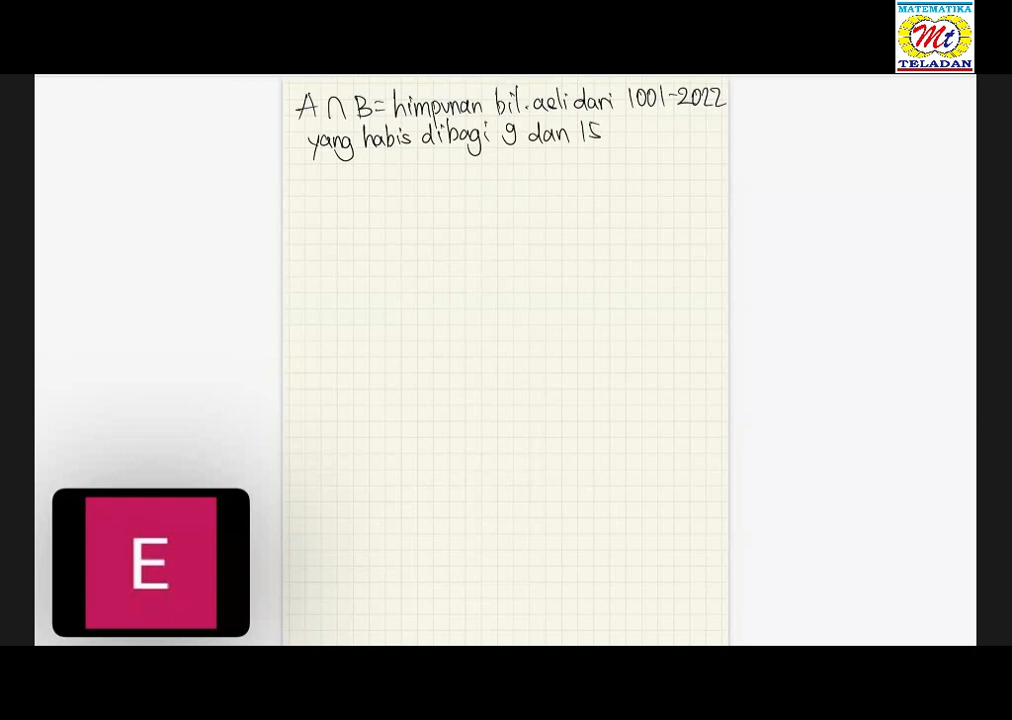 MATEMATIKA
Mt
TELADAN
A ∩ B = himpunan bil. asli dari 1001-2022
yang habis dibagi 9 dan 15
E